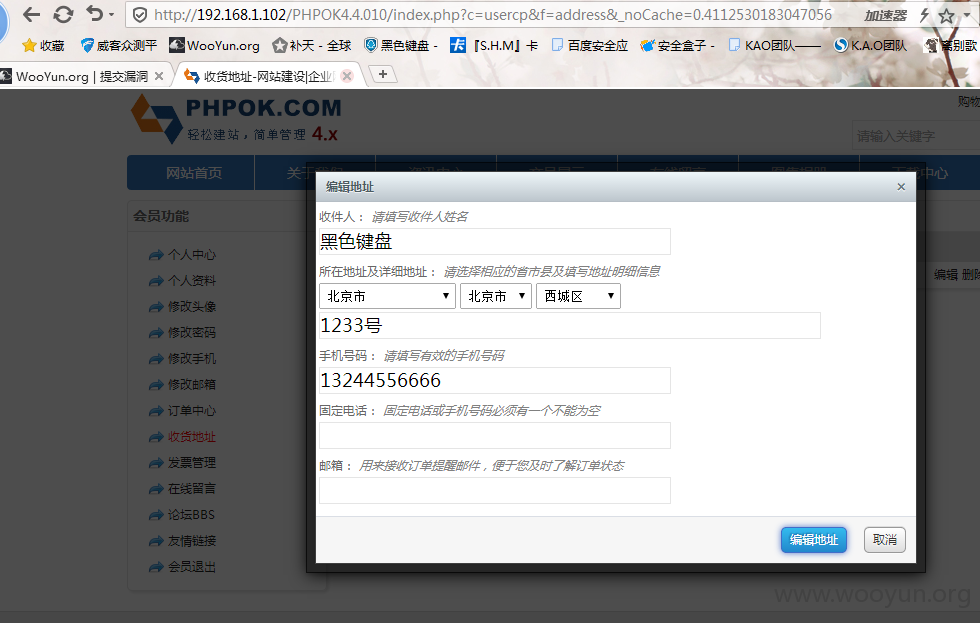 http://192.168.1.102/PHPOK4.4.010/index.php?c=usercp&f=address&_noCache=0.4112530183047056 加速器
收藏 威客众测平 WooYun.org 补天 - 全球 黑色键盘 - 『S.H.M』卡 百度安全应 安全盒子 - KAO团队—— K.A.O团队 离别歌
WooYun.org | 提交漏洞 收货地址-网站建设|企业
PHPOK.COM
轻松建站，简单管理 4.x
购物
请输入关键字
网站首页 关于
中心
会员功能
个人中心
个人资料
修改头像
修改密码
修改手机
修改邮箱
订单中心
收货地址
发票管理
在线留言
论坛BBS
友情链接
会员退出
编辑 删除
编辑地址
收件人： 请填写收件人姓名
黑色键盘
所在地址及详细地址： 请选择相应的省市县及填写地址明细信息
北京市 北京市 西城区
1233号
手机号码： 请填写有效的手机号码
13244556666
固定电话： 固定电话或手机号码必须有一个不能为空
邮箱： 用来接收订单提醒邮件，便于您及时了解订单状态
编辑地址 取消
www.wooyun.org